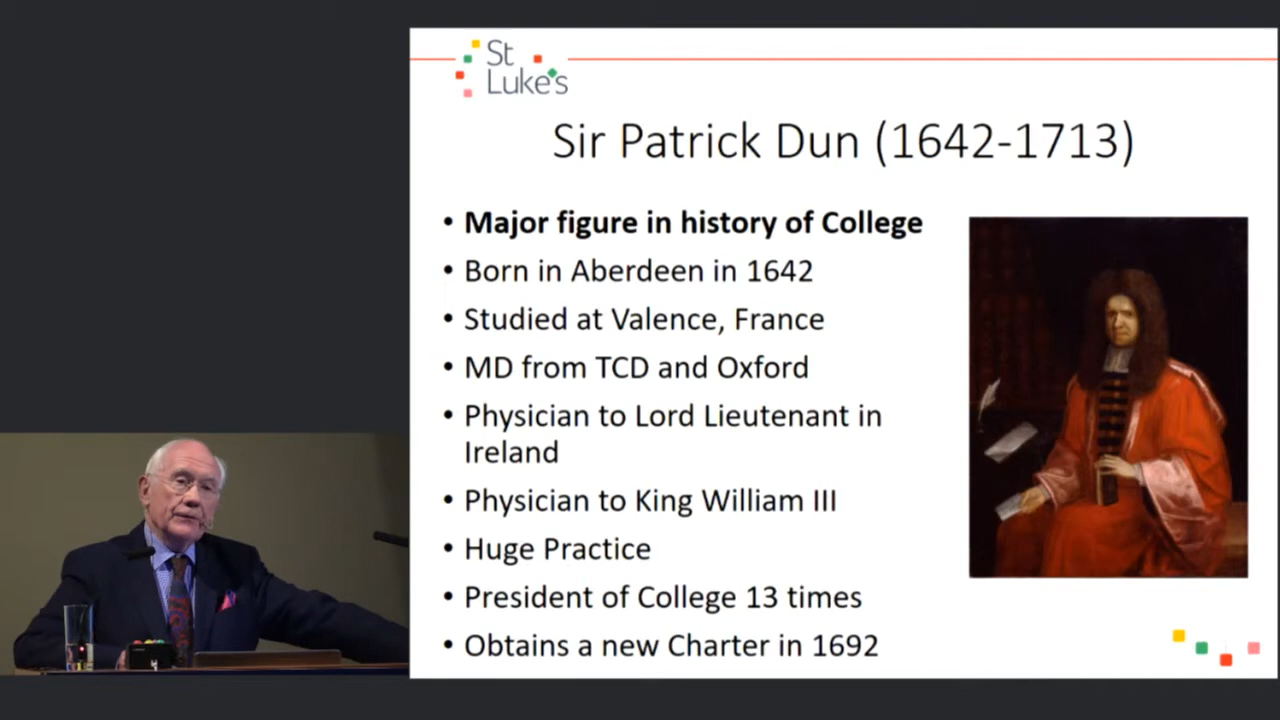 St
Luke's
Sir Patrick Dun (1642-1713)
• Major figure in history of College
• Born in Aberdeen in 1642
• Studied at Valence, France
• MD from TCD and Oxford
• Physician to Lord Lieutenant in
Ireland
• Physician to King William III
• Huge Practice
• President of College 13 times
• Obtains a new Charter in 1692